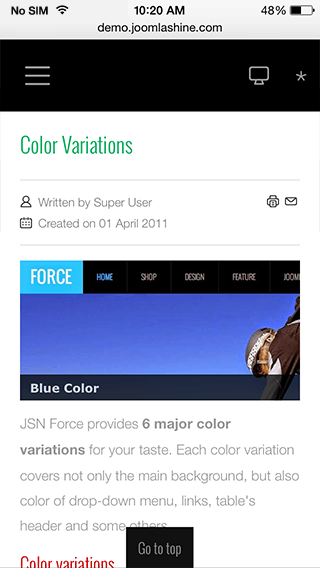 No SIM 10:20 AM 48%
demo.joomlashine.com
Color Variations
Written by Super User
Created on 01 April 2011
FORCE HOME SHOP DESIGN FEATURE JOOM
Blue Color
JSN Force provides 6 major color
variations for your taste. Each color variation
covers not only the main background, but also
color of drop-down menu, links, table's
header and some others
Go to top
Color variations